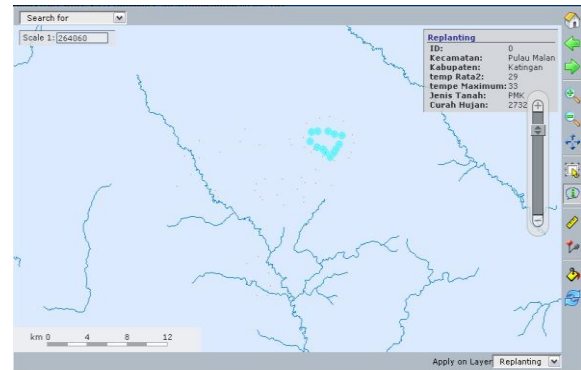 Search for
Scale 1: 264060
Replanting
ID: 0
Kecamatan: Pulau Malan
Kabupaten: Katingan
temp Rata2: 29
tempe Maximum: 33
Jenis Tanah: PMK
Curah Hujan: 2732
km 0 4 8 12
Apply on Layer Replanting